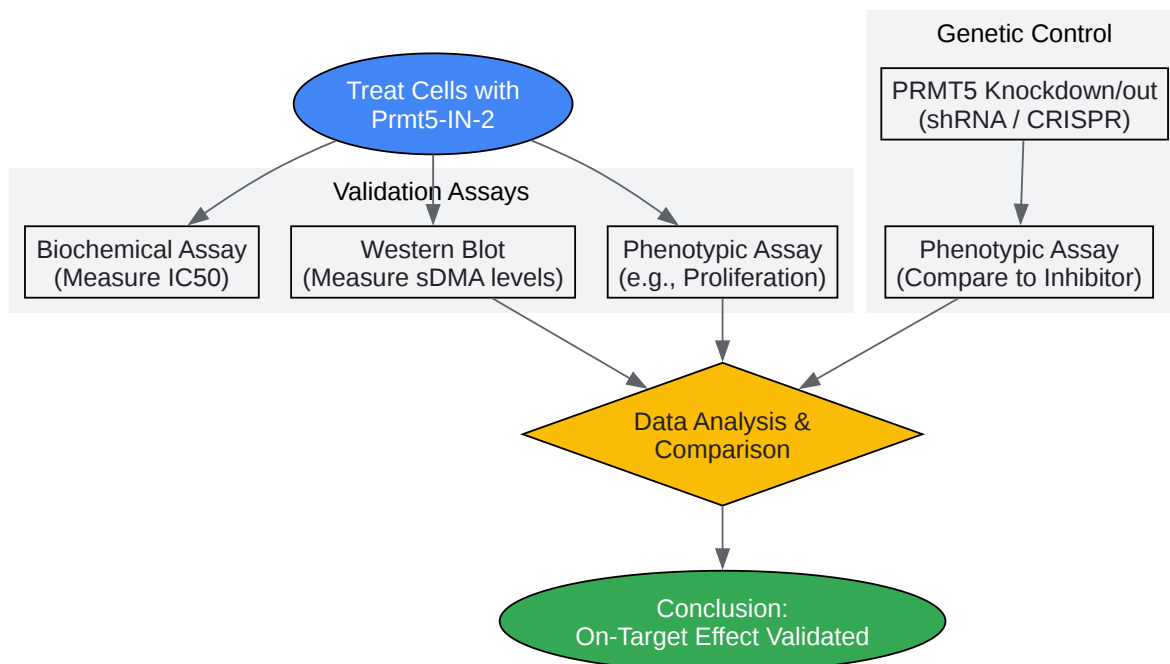 Genetic Control
Treat Cells with
Prmt5-IN-2
PRMT5 Knockdown/out
(shRNA / CRISPR)
Validation Assays
Biochemical Assay
(Measure IC50)
Western Blot
(Measure sDMA levels)
Phenotypic Assay
(e.g., Proliferation)
Phenotypic Assay
(Compare to Inhibitor)
Data Analysis &
Comparison
Conclusion:
On-Target Effect Validated